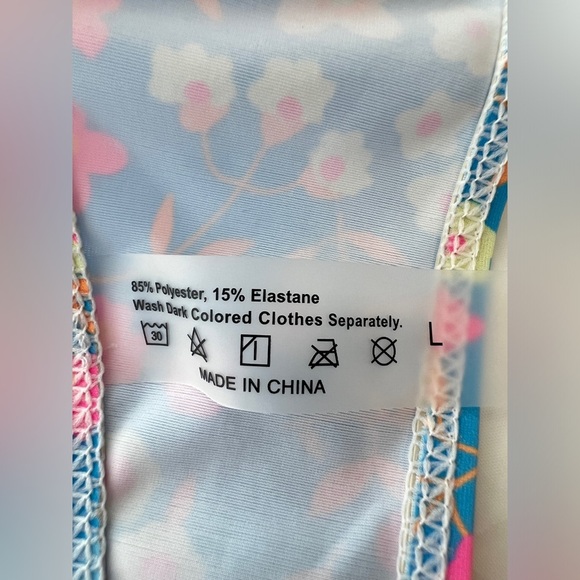 85% Polyester, 15% Elastane
Wash Dark Colored Clothes Separately.
30
L
MADE IN CHINA